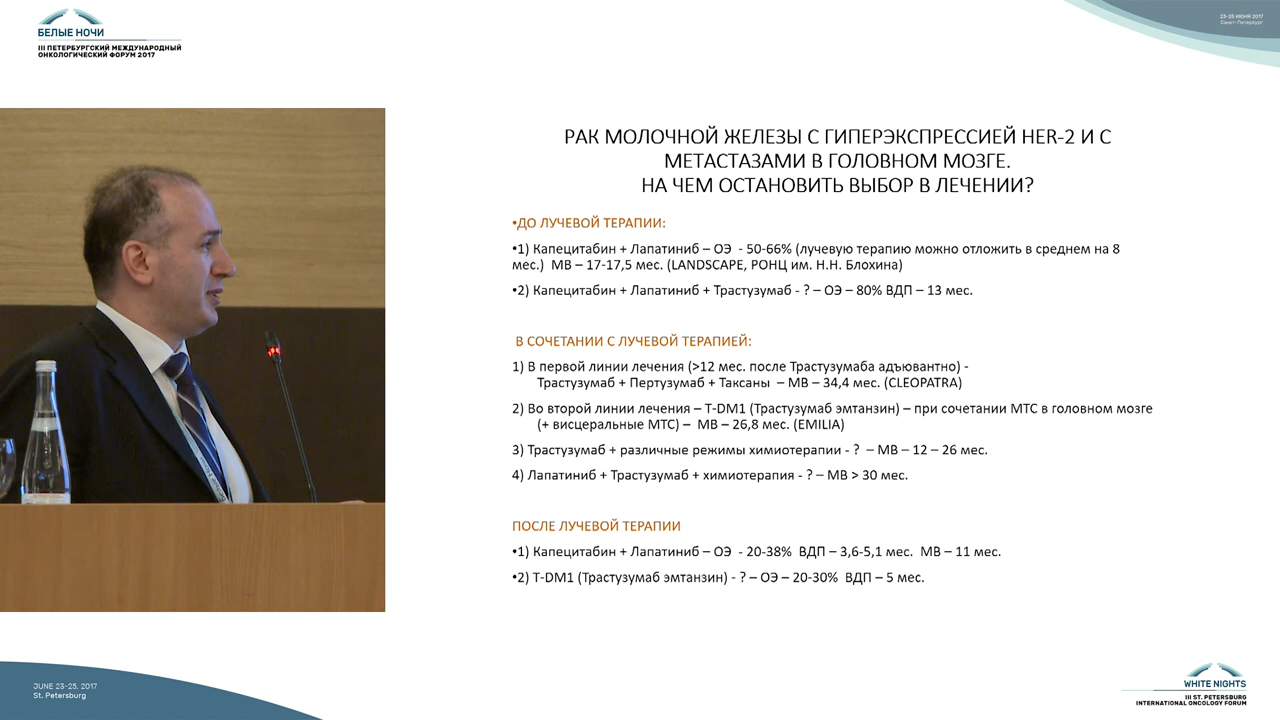 БЕЛЫЕ НОЧИ
III ПЕТЕРБУРГСКИЙ МЕЖДУНАРОДНЫЙ
ОНКОЛОГИЧЕСКИЙ ФОРУМ 2017
23-25 ИЮНЯ 2017
Санкт-Петербург
РАК МОЛОЧНОЙ ЖЕЛЕЗЫ С ГИПЕРЭКСПРЕССИЕЙ HER-2 И С
МЕТАСТАЗАМИ В ГОЛОВНОМ МОЗГЕ.
НА ЧЕМ ОСТАНОВИТЬ ВЫБОР В ЛЕЧЕНИИ?
•ДО ЛУЧЕВОЙ ТЕРАПИИ:
•1) Капецитабин + Лапатиниб – ОЭ - 50-66% (лучевую терапию можно отложить в среднем на 8
мес.) МВ – 17-17,5 мес. (LANDSCAPE, РОНЦ им. Н.Н. Блохина)
•2) Капецитабин + Лапатиниб + Трастузумаб - ? – ОЭ – 80% ВДП – 13 мес.
В СОЧЕТАНИИ С ЛУЧЕВОЙ ТЕРАПИЕЙ:
1) В первой линии лечения (>12 мес. после Трастузумаба адъювантно) -
Трастузумаб + Пертузумаб + Таксаны – МВ – 34,4 мес. (CLEOPATRA)
2) Во второй линии лечения – T-DM1 (Трастузумаб эмтанзин) – при сочетании МТС в головном мозге
(+ висцеральные МТС) – МВ – 26,8 мес. (EMILIA)
3) Трастузумаб + различные режимы химиотерапии - ? – МВ – 12 – 26 мес.
4) Лапатиниб + Трастузумаб + химиотерапия - ? – МВ > 30 мес.
ПОСЛЕ ЛУЧЕВОЙ ТЕРАПИИ
•1) Капецитабин + Лапатиниб – ОЭ - 20-38% ВДП – 3,6-5,1 мес. МВ – 11 мес.
•2) T-DM1 (Трастузумаб эмтанзин) - ? – ОЭ – 20-30% ВДП – 5 мес.
JUNE 23-25, 2017
St. Petersburg
WHITE NIGHTS
III ST. PETERSBURG
INTERNATIONAL ONCOLOGY FORUM